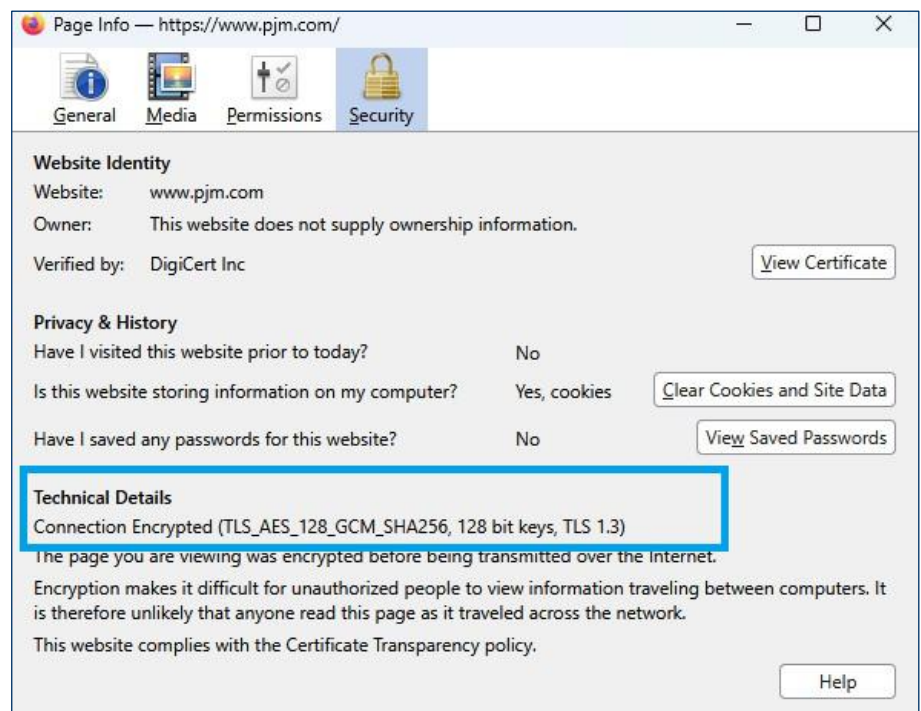 Page Info — https://www.pjm.com/
General Media Permissions Security
Website Identity
Website: www.pjm.com
Owner: This website does not supply ownership information.
Verified by: DigiCert Inc View Certificate
Privacy & History
Have I visited this website prior to today? No
Is this website storing information on my computer? Yes, cookies Clear Cookies and Site Data
Have I saved any passwords for this website? No View Saved Passwords
Technical Details
Connection Encrypted (TLS_AES_128_GCM_SHA256, 128 bit keys, TLS 1.3)
The page you are viewing was encrypted before being transmitted over the Internet.
Encryption makes it difficult for unauthorized people to view information traveling between computers. It
is therefore unlikely that anyone read this page as it traveled across the network.
This website complies with the Certificate Transparency policy.
Help